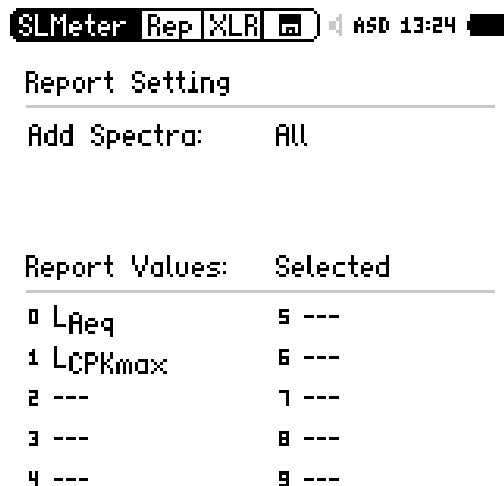 SLMeter Rep XLR ASD 13:24
Report Setting
Add Spectra: All
Report Values: Selected
0 LAeq 5 ---
1 LCPKmax 6 ---
2 --- 7 ---
3 --- 8 ---
4 --- 9 ---